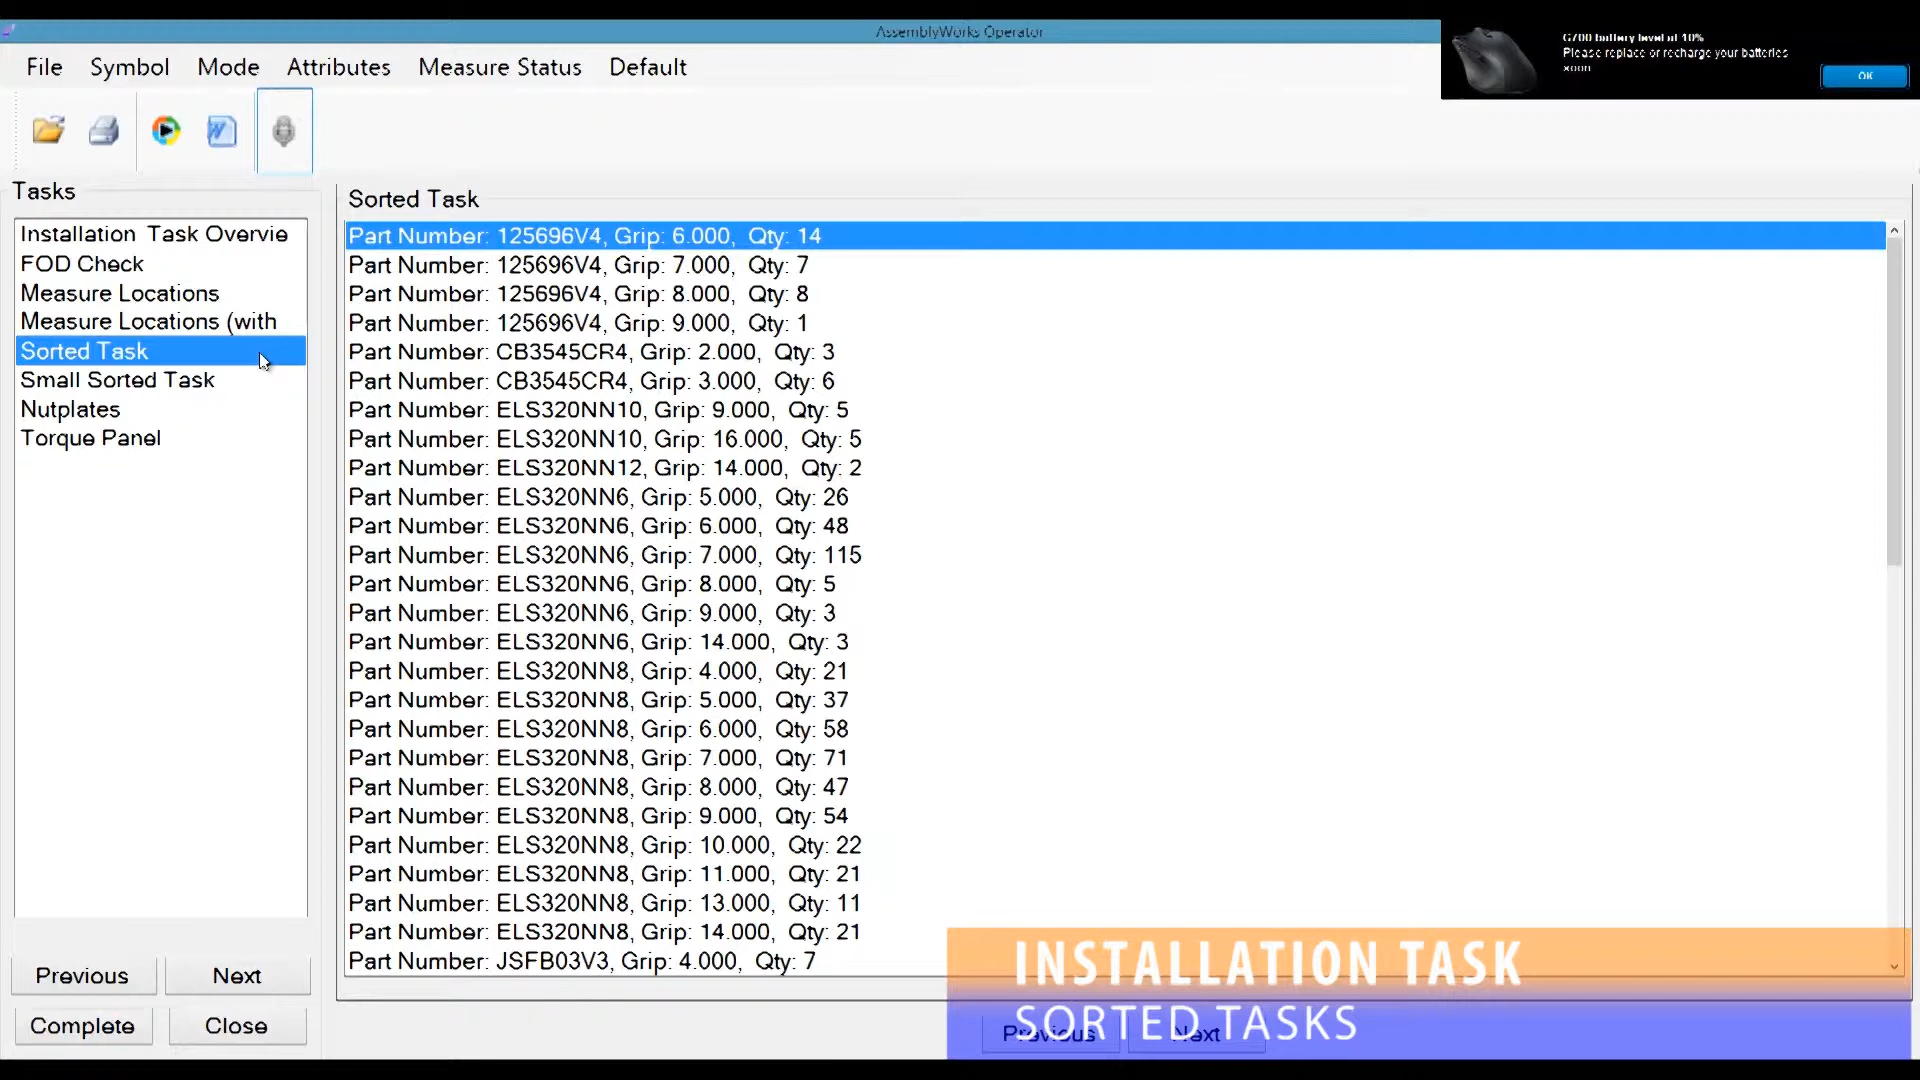 AssemblyWorks Operator
G700 battery level at 10%
Please replace or recharge your batteries
soon
OK
File Symbol Mode Attributes Measure Status Default
Tasks
Installation Task Overvie
FOD Check
Measure Locations
Measure Locations (with
Sorted Task
Small Sorted Task
Nutplates
Torque Panel
Previous Next
Complete Close
Sorted Task
Part Number: 125696V4, Grip: 6.000, Qty: 14
Part Number: 125696V4, Grip: 7.000, Qty: 7
Part Number: 125696V4, Grip: 8.000, Qty: 8
Part Number: 125696V4, Grip: 9.000, Qty: 1
Part Number: CB3545CR4, Grip: 2.000, Qty: 3
Part Number: CB3545CR4, Grip: 3.000, Qty: 6
Part Number: ELS320NN10, Grip: 9.000, Qty: 5
Part Number: ELS320NN10, Grip: 16.000, Qty: 5
Part Number: ELS320NN12, Grip: 14.000, Qty: 2
Part Number: ELS320NN6, Grip: 5.000, Qty: 26
Part Number: ELS320NN6, Grip: 6.000, Qty: 48
Part Number: ELS320NN6, Grip: 7.000, Qty: 115
Part Number: ELS320NN6, Grip: 8.000, Qty: 5
Part Number: ELS320NN6, Grip: 9.000, Qty: 3
Part Number: ELS320NN6, Grip: 14.000, Qty: 3
Part Number: ELS320NN8, Grip: 4.000, Qty: 21
Part Number: ELS320NN8, Grip: 5.000, Qty: 37
Part Number: ELS320NN8, Grip: 6.000, Qty: 58
Part Number: ELS320NN8, Grip: 7.000, Qty: 71
Part Number: ELS320NN8, Grip: 8.000, Qty: 47
Part Number: ELS320NN8, Grip: 9.000, Qty: 54
Part Number: ELS320NN8, Grip: 10.000, Qty: 22
Part Number: ELS320NN8, Grip: 11.000, Qty: 21
Part Number: ELS320NN8, Grip: 13.000, Qty: 11
Part Number: ELS320NN8, Grip: 14.000, Qty: 21
Part Number: JSFB03V3, Grip: 4.000, Qty: 7
INSTALLATION TASK
SORTED TASKS
Previous Next